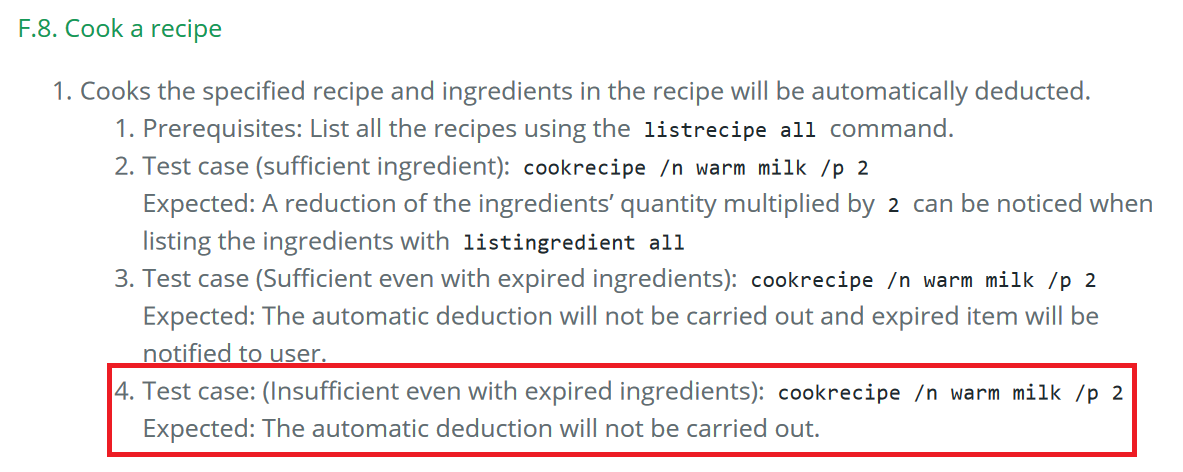 F.8. Cook a recipe
1. Cooks the specified recipe and ingredients in the recipe will be automatically deducted.
1. Prerequisites: List all the recipes using the listrecipe all command.
2. Test case (sufficient ingredient): cookrecipe /n warm milk /p 2
Expected: A reduction of the ingredients’ quantity multiplied by 2 can be noticed when
listing the ingredients with listingredient all
3. Test case (Sufficient even with expired ingredients): cookrecipe /n warm milk /p 2
Expected: The automatic deduction will not be carried out and expired item will be
notified to user.
4. Test case: (Insufficient even with expired ingredients): cookrecipe /n warm milk /p 2
Expected: The automatic deduction will not be carried out.